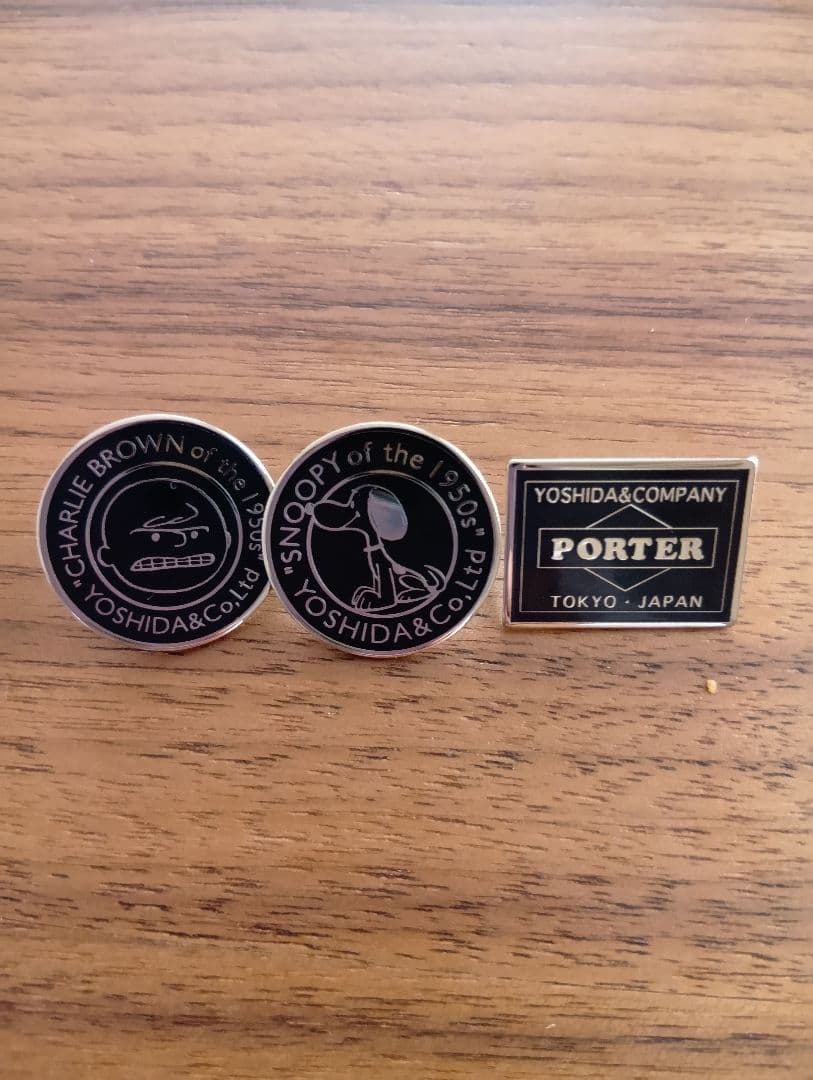 "CHARLIE BROWN of the 1950s"
YOSHIDA&Co,Ltd
"SNOOPY of the 1950s"
YOSHIDA&Co,Ltd
YOSHIDA&COMPANY
PORTER
TOKYO · JAPAN